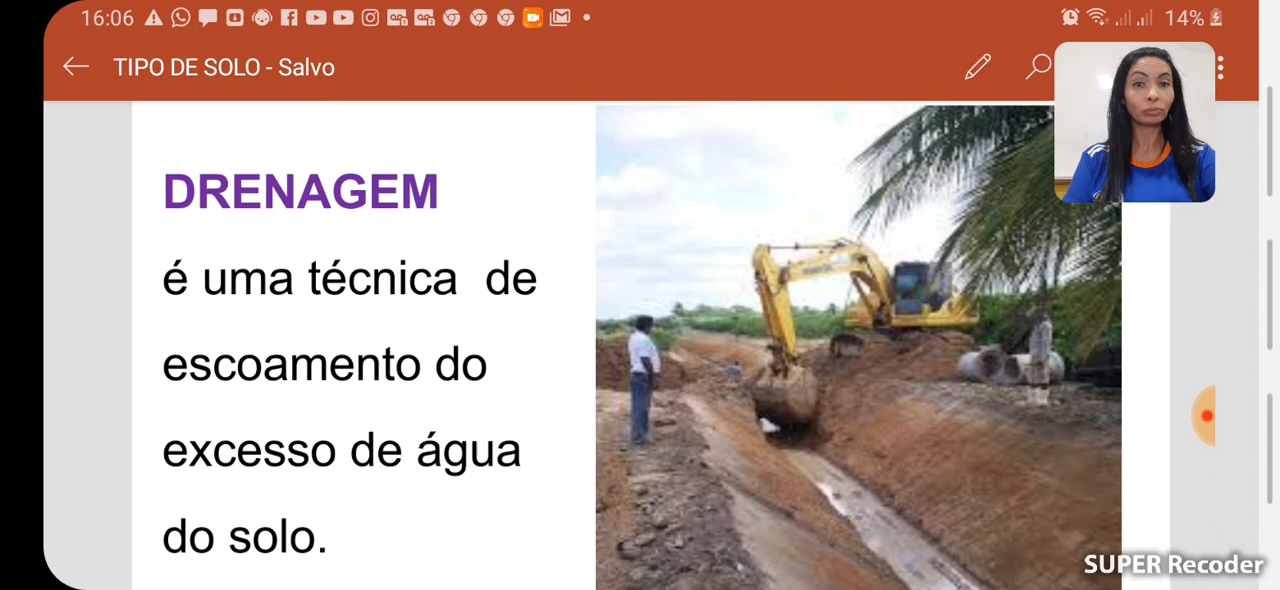 16:06
14%
TIPO DE SOLO - Salvo
DRENAGEM
é uma técnica de
escoamento do
excesso de água
do solo.
SUPER Recoder